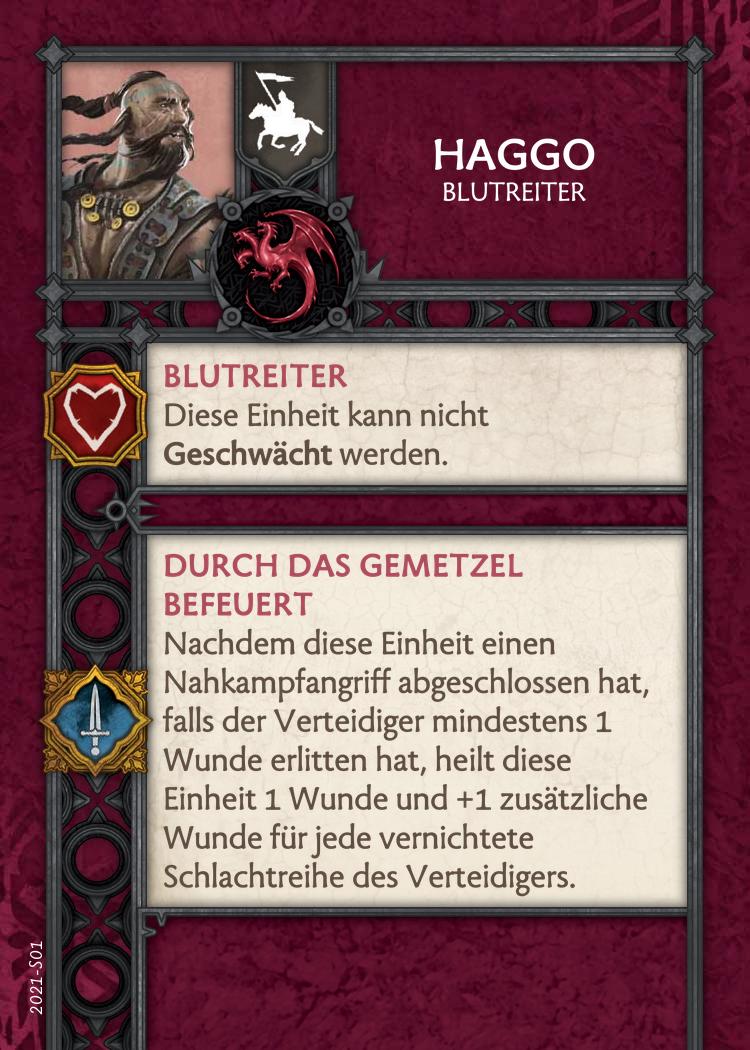 HAGGO
BLUTREITER
BLUTREITER
Diese Einheit kann nicht
Geschwächt werden.
DURCH DAS GEMETZEL
BEFEUERT
Nachdem diese Einheit einen
Nahkampfangriff abgeschlossen hat,
falls der Verteidiger mindestens 1
Wunde erlitten hat, heilt diese
Einheit 1 Wunde und +1 zusätzliche
Wunde für jede vernichtete
Schlachtreihe des Verteidigers.
2021-S01